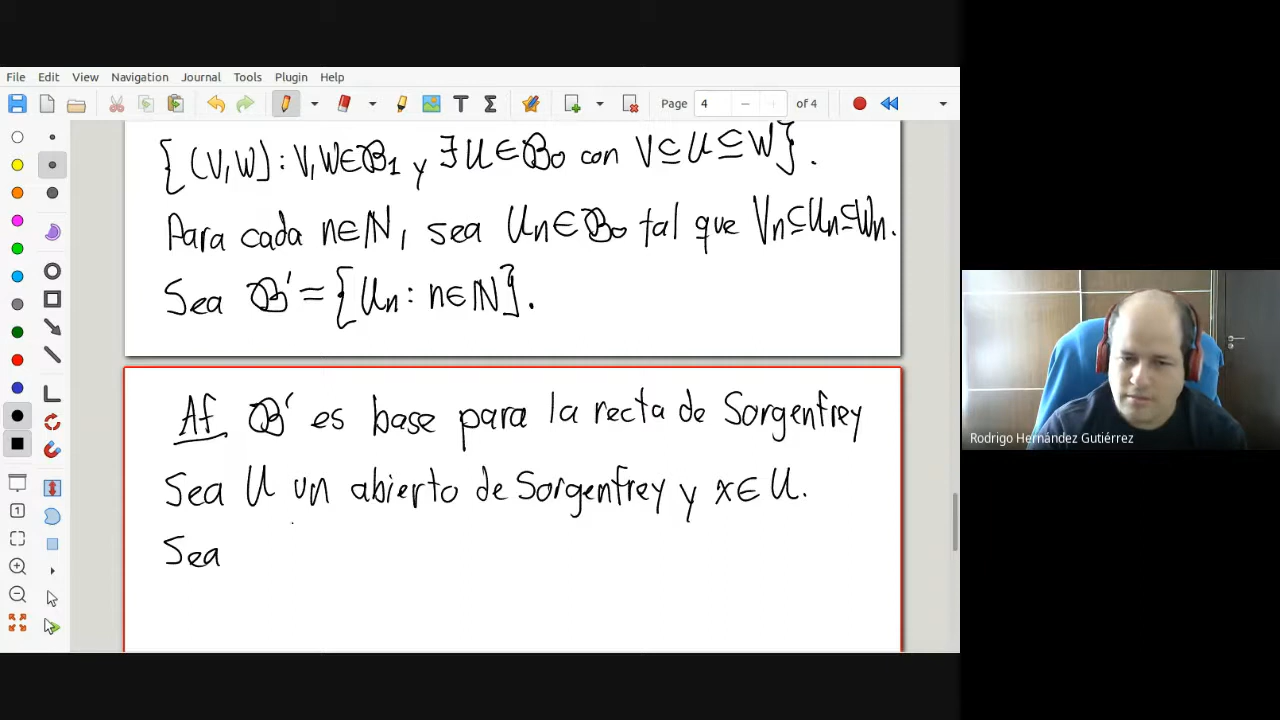 File Edit View Navigation Journal Tools Plugin Help
Page 4 of 4
{(V,W): V,W∈B₁ y ∃U∈B₀ con V⊆U⊆W}.
Para cada n∈ℕ, sea Uₙ∈B₀ tal que Vₙ⊆Uₙ⊆Wₙ.
Sea B' = {Uₙ : n∈ℕ}.
Af B' es base para la recta de Sorgenfrey
Sea U un abierto de Sorgenfrey y x∈U.
Sea
Rodrigo Hernández Gutiérrez